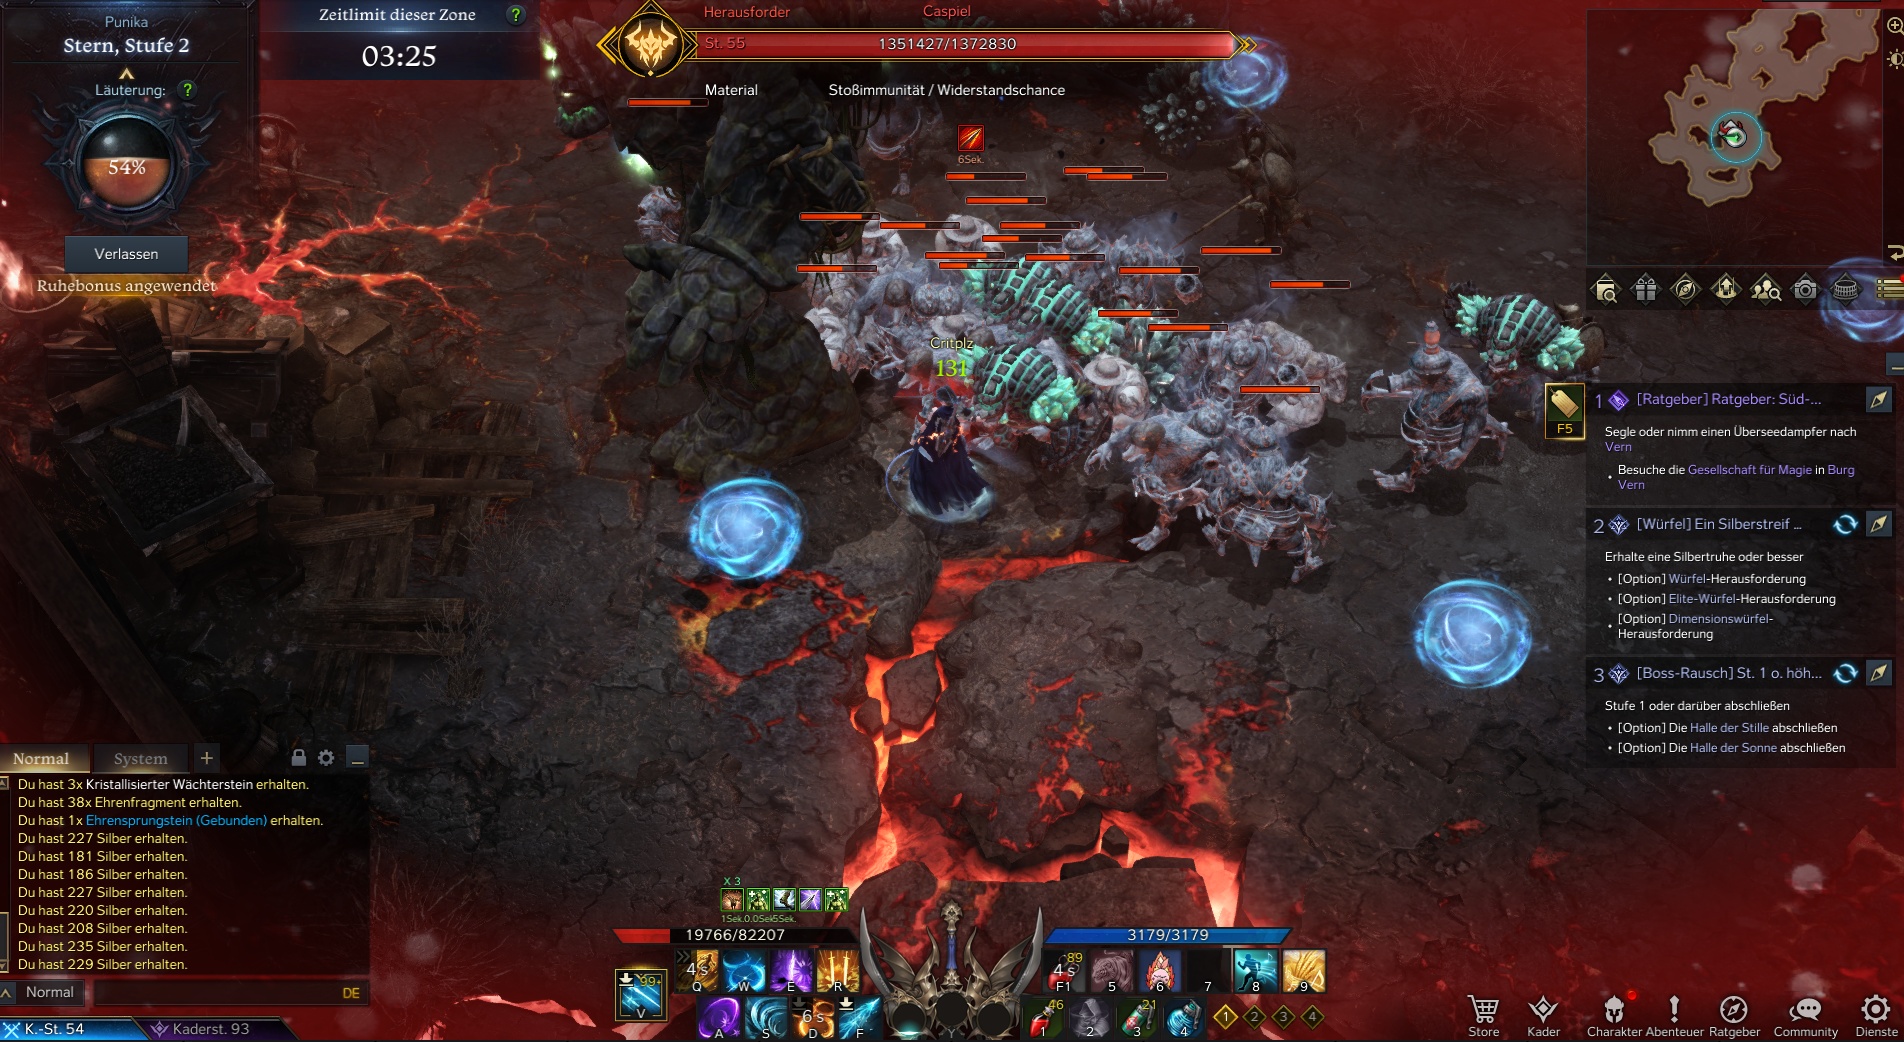 Punika
Stern, Stufe 2
Läuterung: ?
54%
Verlassen
Ruhebonus angewendet
Zeitlimit dieser Zone ?
03:25
Herausforder Caspiel
St. 55 1351427/1372830
Material Stoßimmunität / Widerstandschance
6Sek.
Critplz
131
F5
1 [Ratgeber] Ratgeber: Süd-...
Segle oder nimm einen Überseedampfer nach
Vern
• Besuche die Gesellschaft für Magie in Burg
Vern
2 [Würfel] Ein Silberstreif ...
Erhalte eine Silbertruhe oder besser
• [Option] Würfel-Herausforderung
• [Option] Elite-Würfel-Herausforderung
• [Option] Dimensionswürfel-
Herausforderung
3 [Boss-Rausch] St. 1 o. höh...
Stufe 1 oder darüber abschließen
• [Option] Die Halle der Stille abschließen
• [Option] Die Halle der Sonne abschließen
Normal System +
Du hast 3x Kristallisierter Wächterstein erhalten.
Du hast 38x Ehrenfragment erhalten.
Du hast 1x Ehrensprungstein (Gebunden) erhalten.
Du hast 227 Silber erhalten.
Du hast 181 Silber erhalten.
Du hast 186 Silber erhalten.
Du hast 227 Silber erhalten.
Du hast 220 Silber erhalten.
Du hast 208 Silber erhalten.
Du hast 235 Silber erhalten.
Du hast 229 Silber erhalten.
Normal DE
K.-St. 54 Kaderst. 93
X 3
19766/82207 3179/3179
4 s Q W E R
99+ V
A S 6 s D F
Y
89 4 s F1 5 6 7 8 9
46 1 2 21 3 4
1 2 3 4
Store Kader Charakter Abenteuer Ratgeber Community Dienste